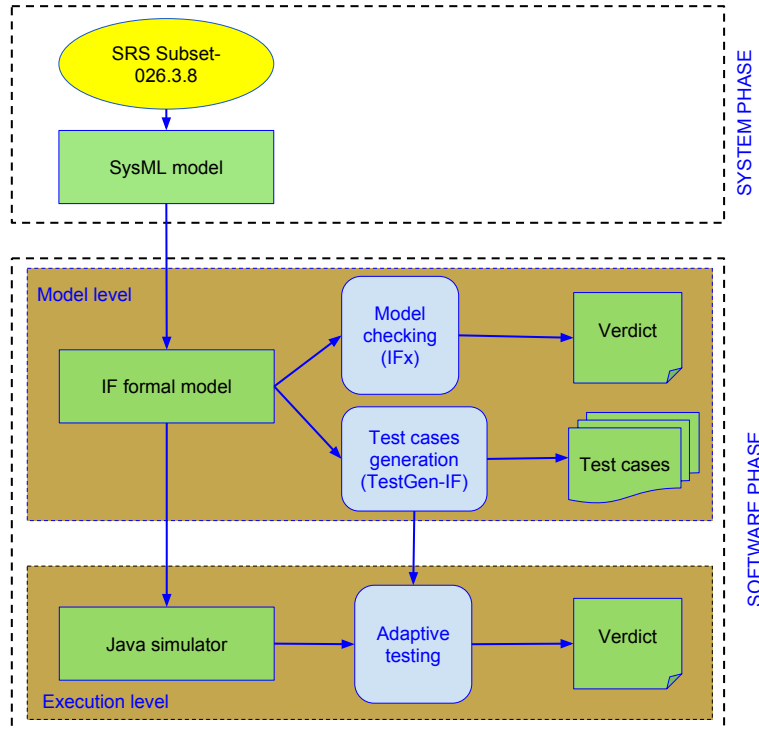 SRS Subset-
026.3.8
SysML model
SYSTEM PHASE
Model level
Model
checking
(IFx)
Verdict
IF formal model
Test cases
generation
(TestGen-IF)
Test cases
SOFTWARE PHASE
Java simulator
Adaptive
testing
Verdict
Execution level